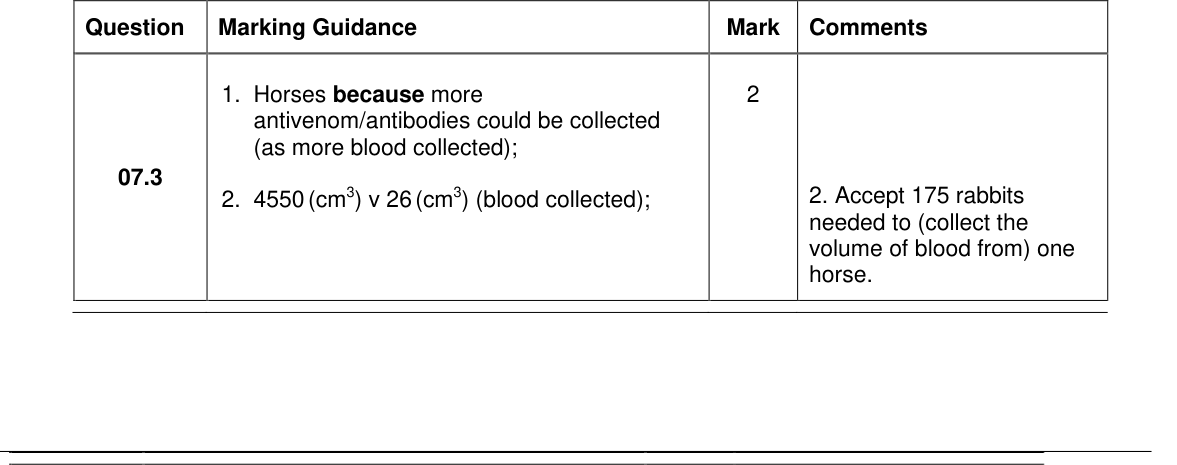 Question Marking Guidance Mark Comments
07.3
1. Horses because more
antivenom/antibodies could be collected
(as more blood collected);
2. 4550 (cm³) v 26 (cm³) (blood collected);
2
2. Accept 175 rabbits
needed to (collect the
volume of blood from) one
horse.